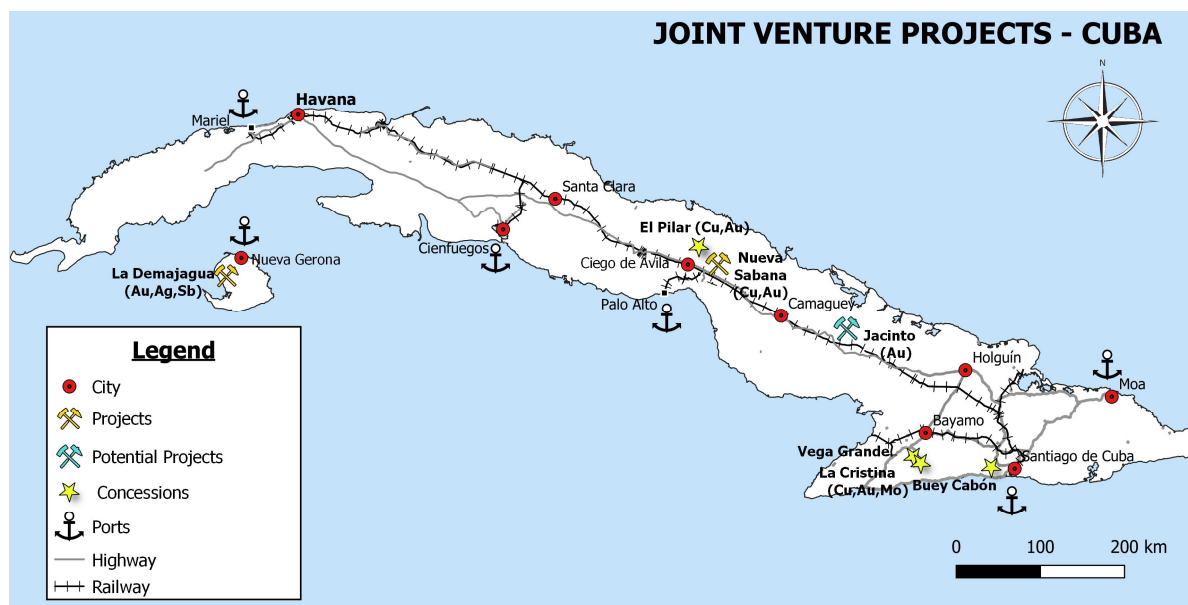 JOINT VENTURE PROJECTS - CUBA
N
Havana
Mariel
Santa Clara
El Pilar (Cu,Au)
Cienfuegos
Nueva Gerona
Ciego de Avila
Nueva
Sabana
(Cu,Au)
La Demajagua
(Au,Ag,Sb)
Palo Alto
Camaguey
Jacinto
(Au)
Holguín
Moa
Bayamo
Vega Grande
La Cristina
(Cu,Au,Mo)
Buey Cabón
Santiago de Cuba
Legend
City
Projects
Potential Projects
Concessions
Ports
Highway
Railway
0 100 200 km